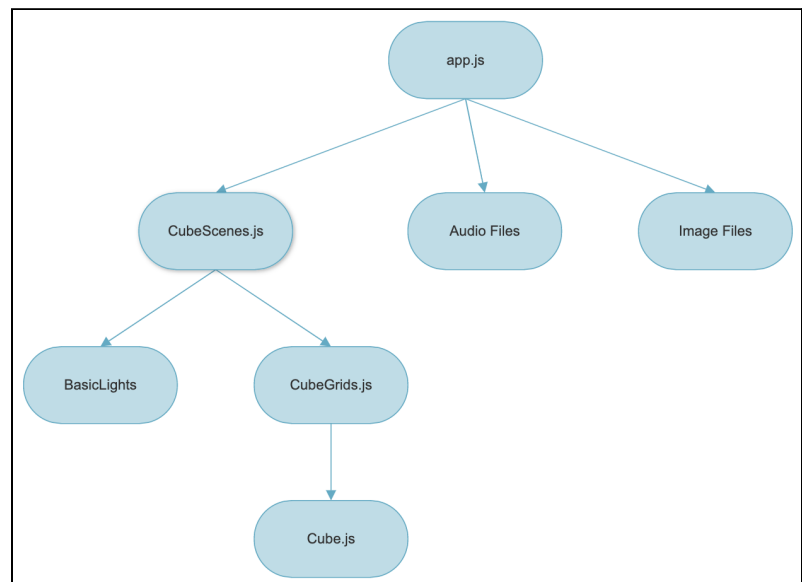 app.js
CubeScenes.js
Audio Files
Image Files
BasicLights
CubeGrids.js
Cube.js